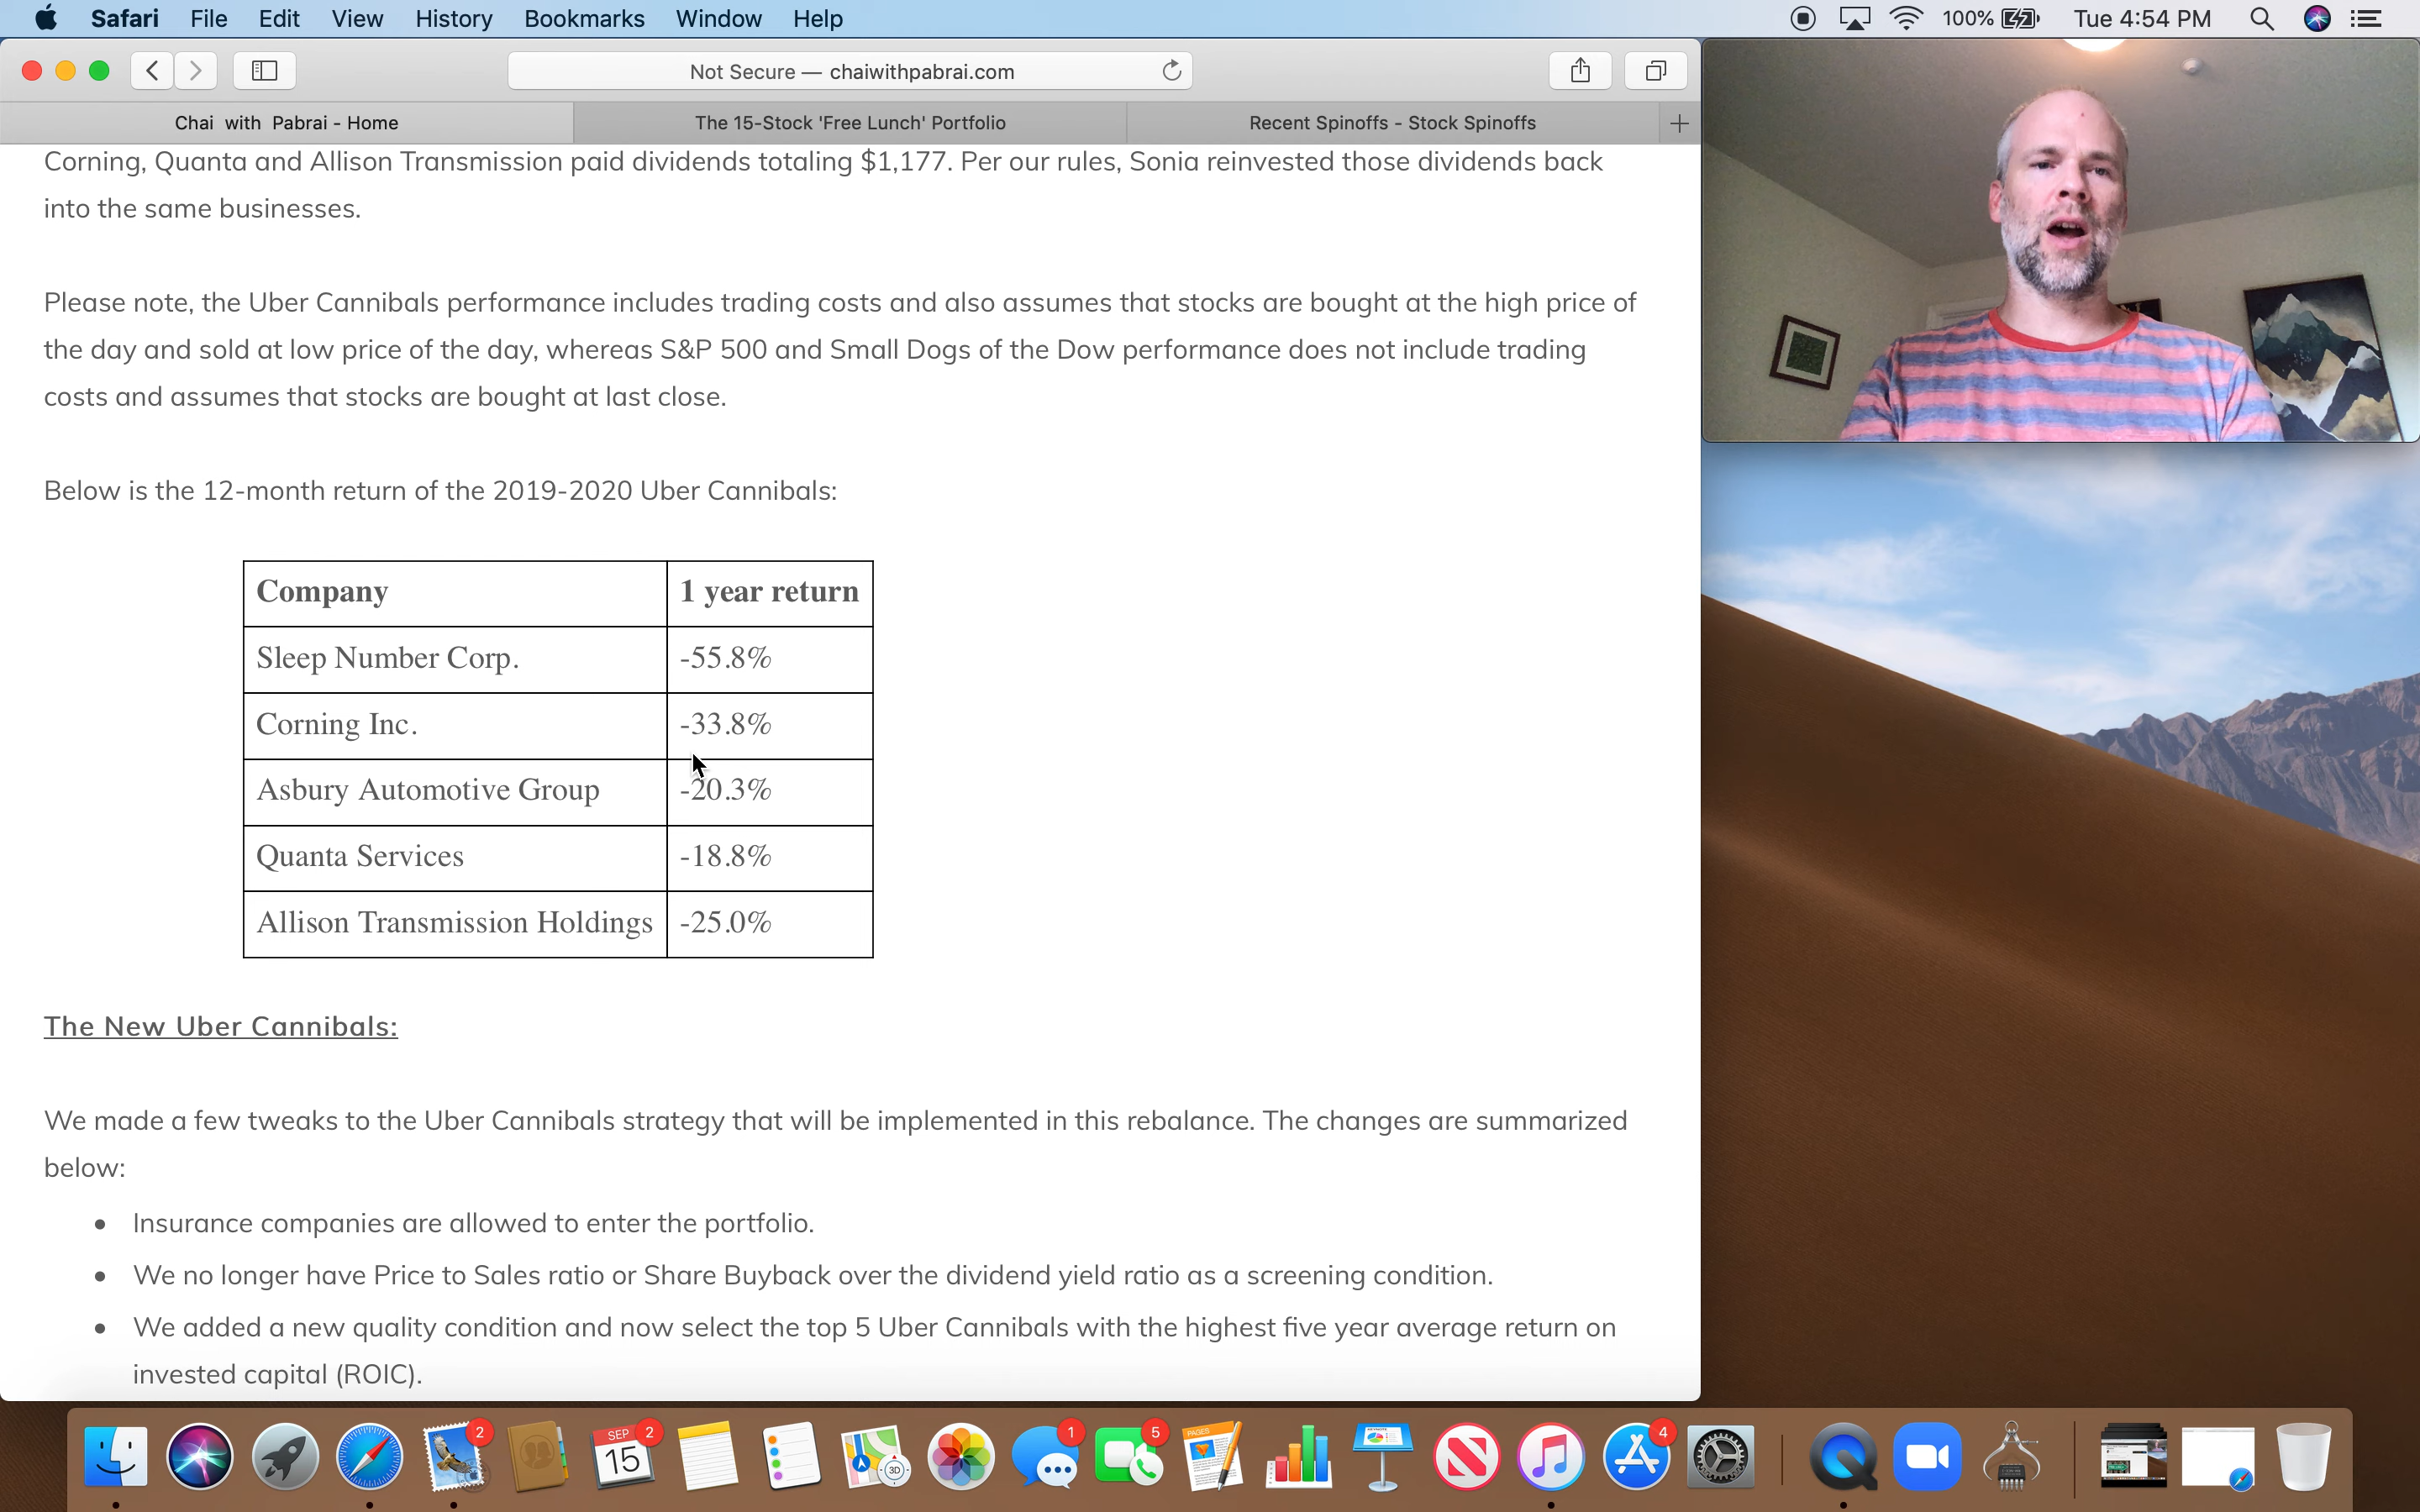 Safari File Edit View History Bookmarks Window Help 100% Tue 4:54 PM
Not Secure — chaiwithpabrai.com
Chai with Pabrai - Home The 15-Stock 'Free Lunch' Portfolio Recent Spinoffs - Stock Spinoffs
Corning, Quanta and Allison Transmission paid dividends totaling $1,177. Per our rules, Sonia reinvested those dividends back
into the same businesses.
Please note, the Uber Cannibals performance includes trading costs and also assumes that stocks are bought at the high price of
the day and sold at low price of the day, whereas S&P 500 and Small Dogs of the Dow performance does not include trading
costs and assumes that stocks are bought at last close.
Below is the 12-month return of the 2019-2020 Uber Cannibals:
Company 1 year return
Sleep Number Corp. -55.8%
Corning Inc. -33.8%
Asbury Automotive Group -20.3%
Quanta Services -18.8%
Allison Transmission Holdings -25.0%
The New Uber Cannibals:
We made a few tweaks to the Uber Cannibals strategy that will be implemented in this rebalance. The changes are summarized
below:
• Insurance companies are allowed to enter the portfolio.
• We no longer have Price to Sales ratio or Share Buyback over the dividend yield ratio as a screening condition.
• We added a new quality condition and now select the top 5 Uber Cannibals with the highest five year average return on
invested capital (ROIC).
2 SEP 15 2 3D 1 5 PAGES 4